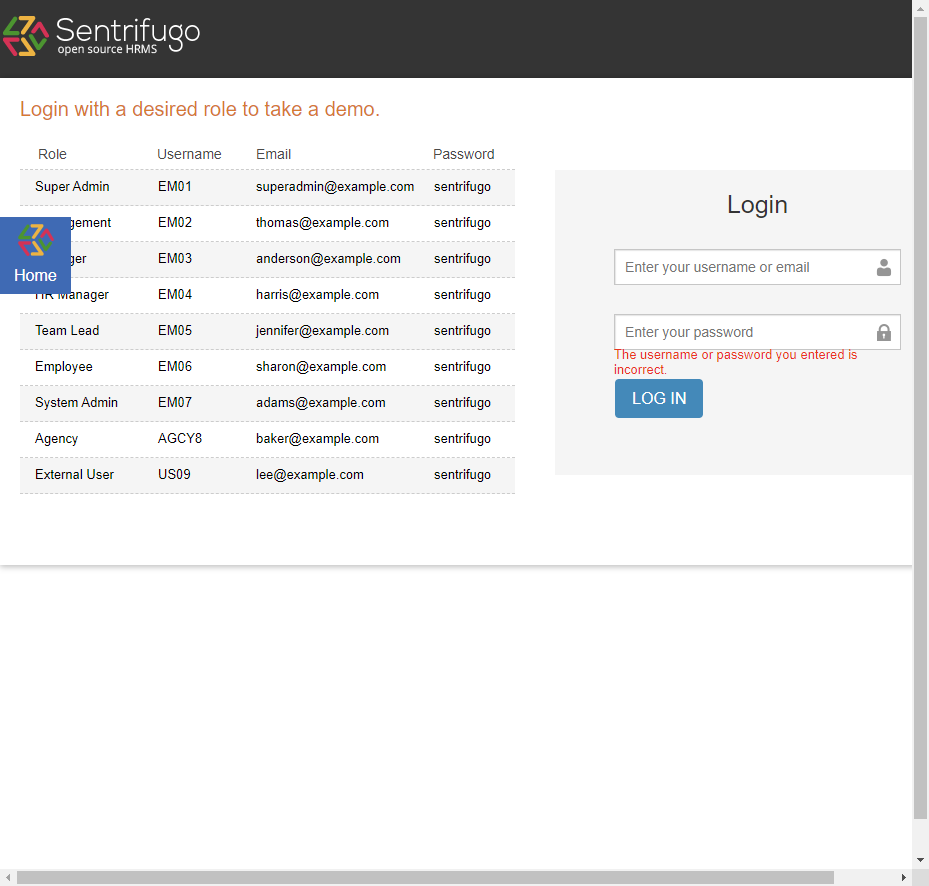 Sentrifugo
open source HRMS
Login with a desired role to take a demo.
Role Username Email Password
Super Admin EM01 superadmin@example.com sentrifugo
EM02 thomas@example.com sentrifugo
EM03 anderson@example.com sentrifugo
HR Manager EM04 harris@example.com sentrifugo
Team Lead EM05 jennifer@example.com sentrifugo
Employee EM06 sharon@example.com sentrifugo
System Admin EM07 adams@example.com sentrifugo
Agency AGCY8 baker@example.com sentrifugo
External User US09 lee@example.com sentrifugo
Home
Login
Enter your username or email
Enter your password
The username or password you entered is
incorrect.
LOG IN